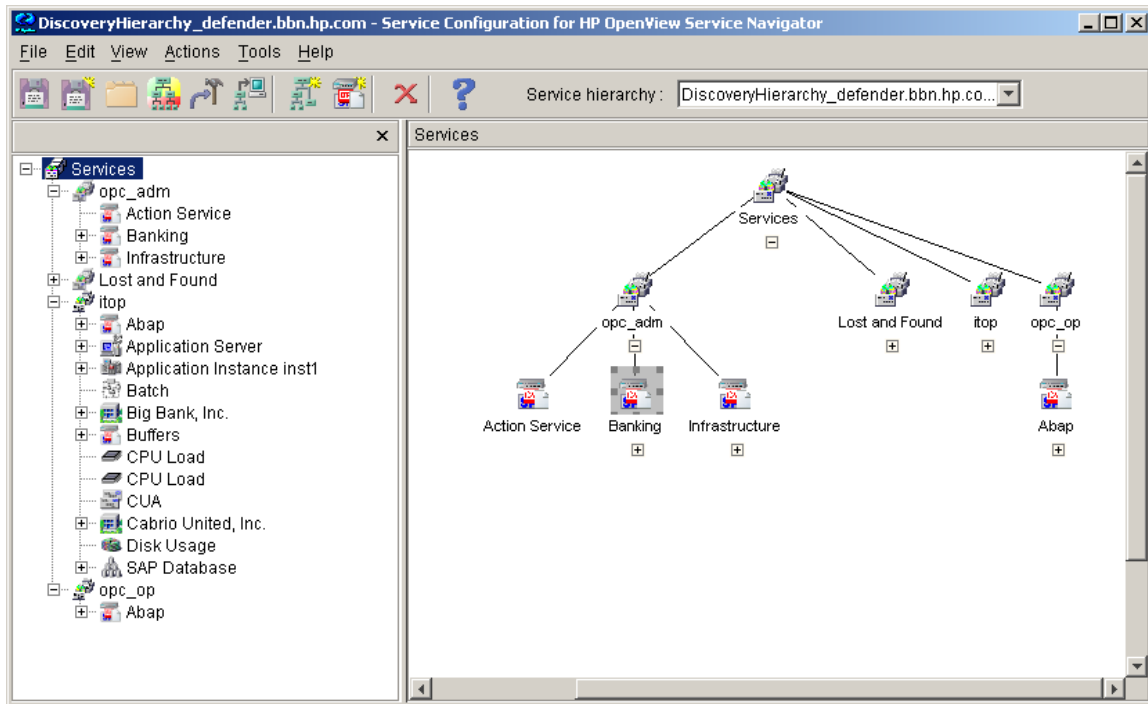 DiscoveryHierarchy_defender.bbn.hp.com - Service Configuration for HP OpenView Service Navigator
File Edit View Actions Tools Help
Service hierarchy : DiscoveryHierarchy_defender.bbn.hp.co...
Services
Services
opc_adm
Action Service
Banking
Infrastructure
Lost and Found
itop
Abap
Application Server
Application Instance inst1
Batch
Big Bank, Inc.
Buffers
CPU Load
CPU Load
CUA
Cabrio United, Inc.
Disk Usage
SAP Database
opc_op
Abap
Services
opc_adm Lost and Found itop opc_op
Action Service Banking Infrastructure Abap